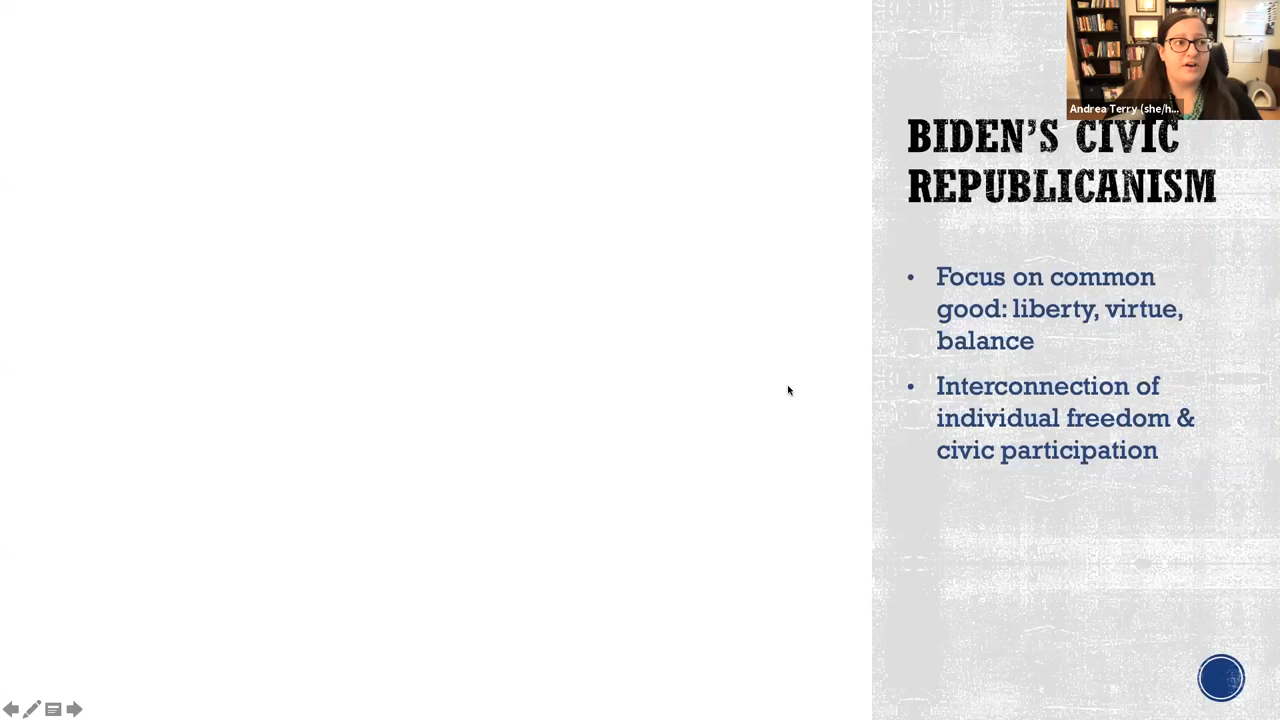 Andrea Terry (she/h...
BIDEN'S CIVIC
REPUBLICANISM
• Focus on common
good: liberty, virtue,
balance
• Interconnection of
individual freedom &
civic participation